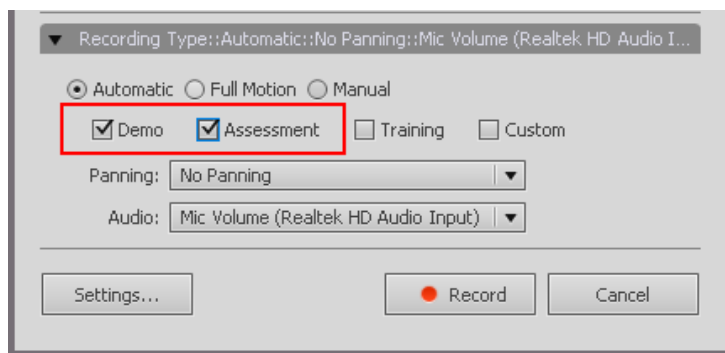 Recording Type::Automatic::No Panning::Mic Volume (Realtek HD Audio I...
Automatic Full Motion Manual
Demo Assessment Training Custom
Panning: No Panning
Audio: Mic Volume (Realtek HD Audio Input)
Settings... Record Cancel